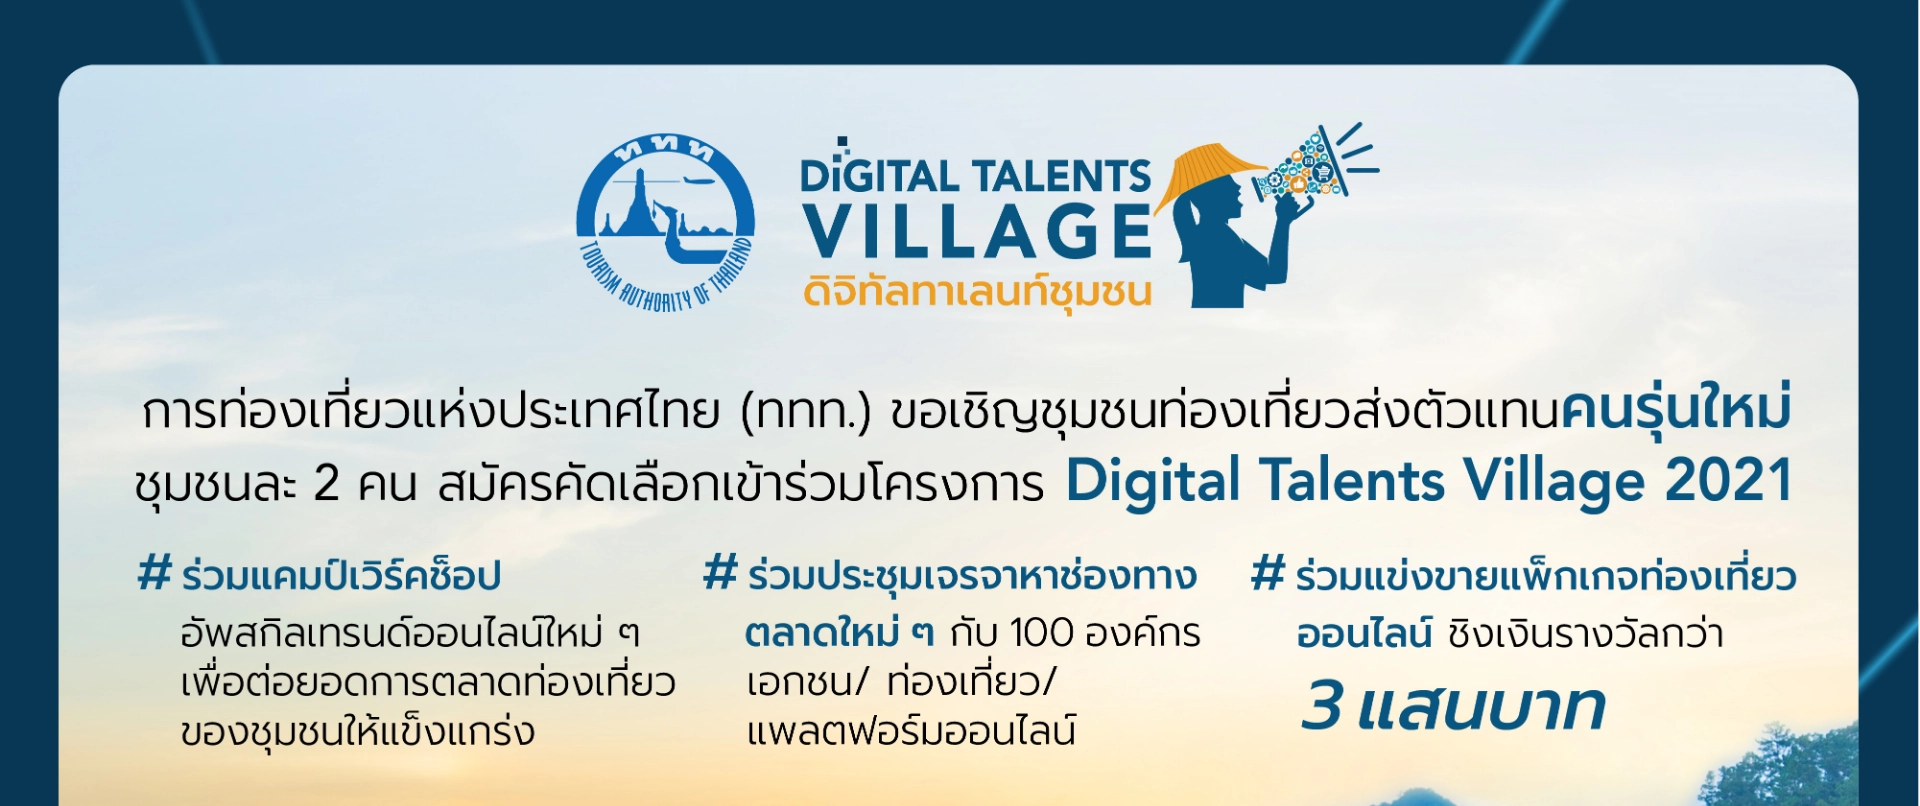 ททท
TOURISM AUTHORITY OF THAILAND
DIGITAL TALENTS
VILLAGE
ดิจิทัลทาเลนท์ชุมชน
การท่องเที่ยวแห่งประเทศไทย (ททท.) ขอเชิญชุมชนท่องเที่ยวส่งตัวแทนคนรุ่นใหม่
ชุมชนละ 2 คน สมัครคัดเลือกเข้าร่วมโครงการ Digital Talents Village 2021
# ร่วมแคมป์เวิร์คช็อป
อัพสกิลเทรนด์ออนไลน์ใหม่ ๆ
เพื่อต่อยอดการตลาดท่องเที่ยว
ของชุมชนให้แข็งแกร่ง
# ร่วมประชุมเจรจาหาช่องทาง
ตลาดใหม่ ๆ กับ 100 องค์กร
เอกชน/ ท่องเที่ยว/
แพลตฟอร์มออนไลน์
# ร่วมแข่งขายแพ็กเกจท่องเที่ยว
ออนไลน์ ชิงเงินรางวัลกว่า
3 แสนบาท